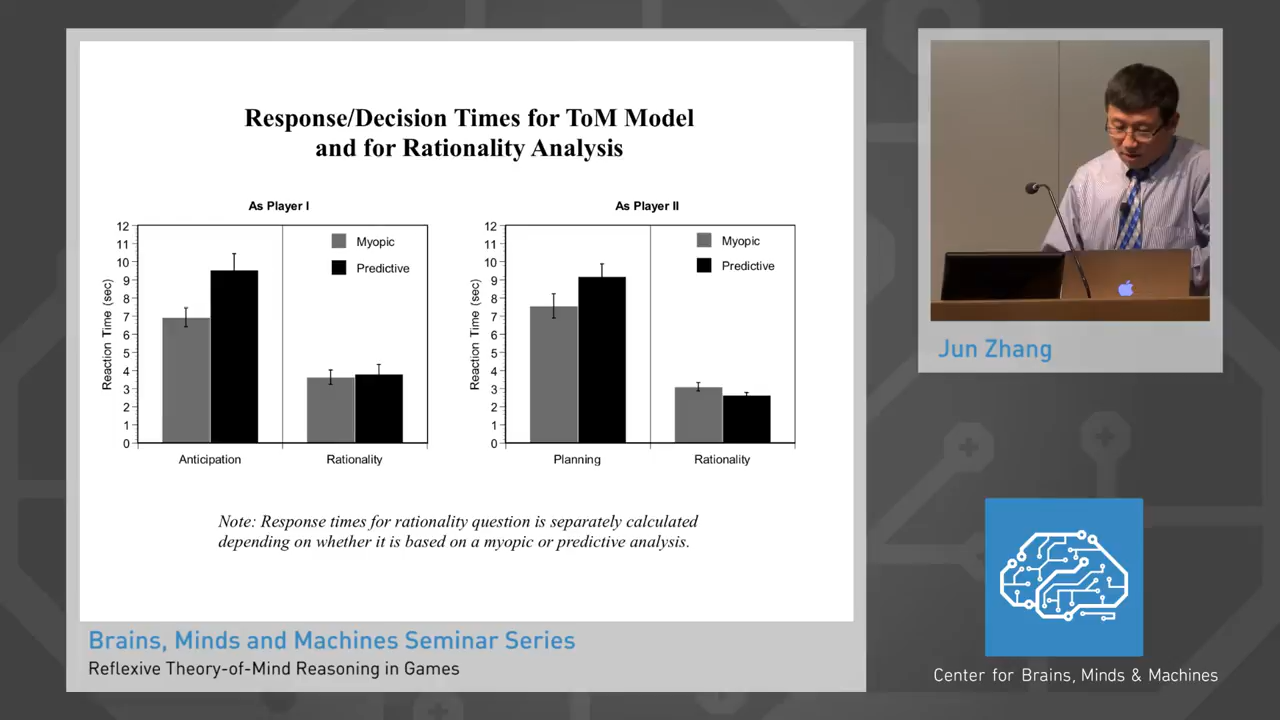 Response/Decision Times for ToM Model
and for Rationality Analysis
As Player I
Reaction Time (sec)
12
11
10
9
8
7
6
5
4
3
2
1
0
Myopic
Predictive
Anticipation
Rationality
As Player II
Reaction Time (sec)
12
11
10
9
8
7
6
5
4
3
2
1
0
Myopic
Predictive
Planning
Rationality
Note: Response times for rationality question is separately calculated
depending on whether it is based on a myopic or predictive analysis.
Brains, Minds and Machines Seminar Series
Reflexive Theory-of-Mind Reasoning in Games
Jun Zhang
Center for Brains, Minds & Machines